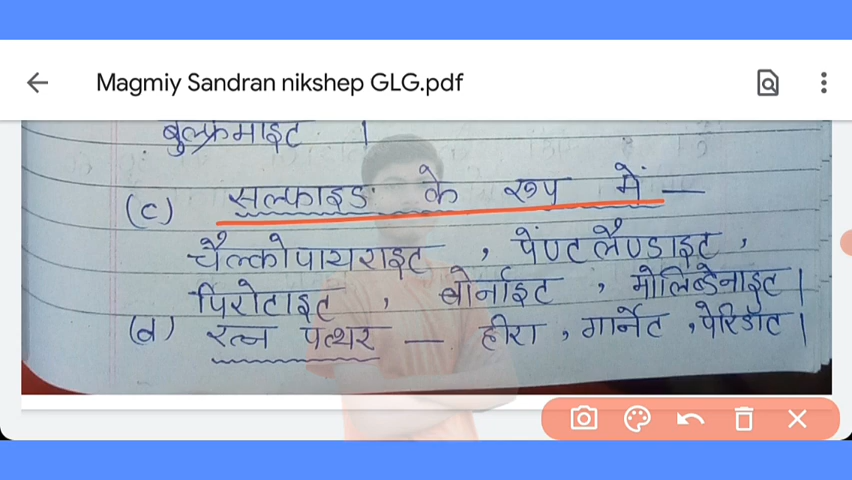 Magmiy Sandran nikshep GLG.pdf
बुल्फ्रमाइट ।
(C) सल्फाइड के रूप में —
चैल्कोपायराइट , पेंण्टलैण्डाइट ,
पिरोटाइट , बोर्नाइट , मोलिब्डेनाइट ।
(d) रत्न पत्थर — हीरा , गार्नेट , पेरिडॉट ।